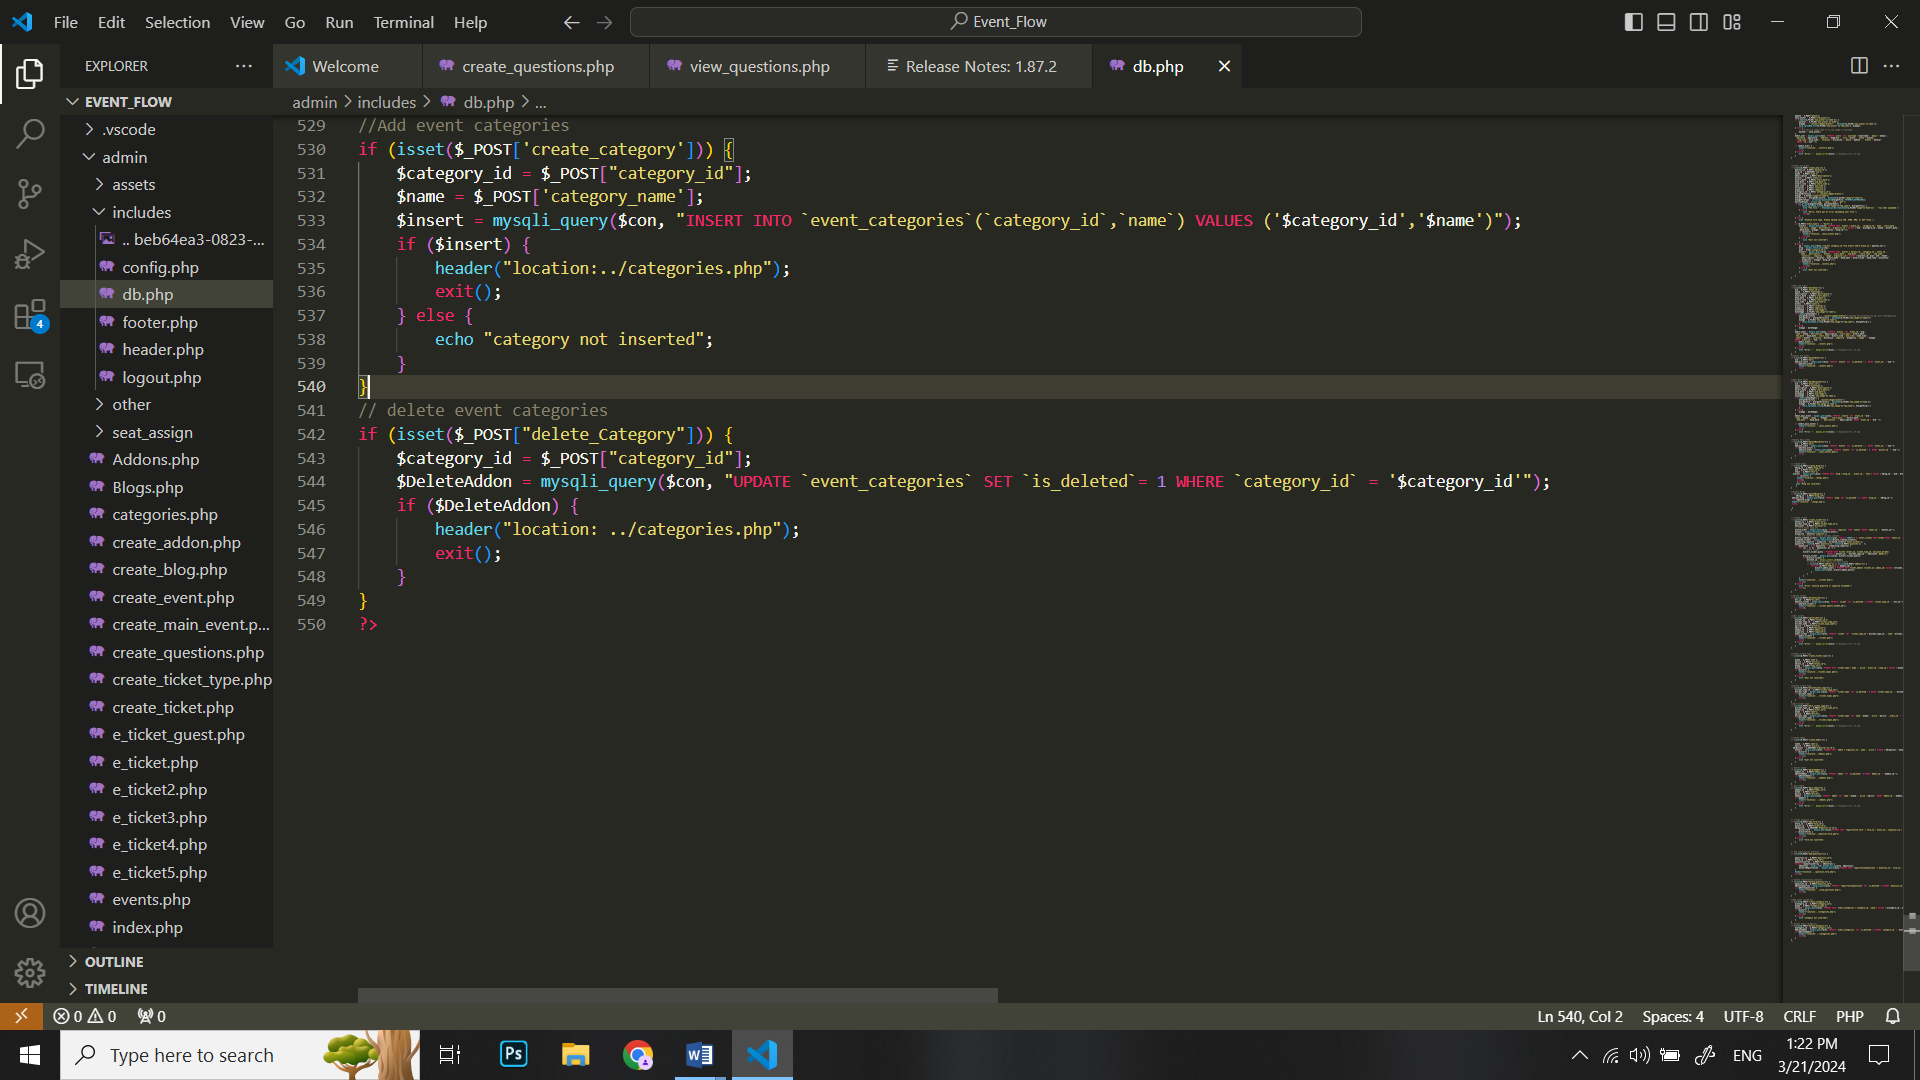 File Edit Selection View Go Run Terminal Help
Event_Flow
EXPLORER
Welcome
create_questions.php
view_questions.php
Release Notes: 1.87.2
db.php
EVENT_FLOW
admin > includes > db.php > ...
.vscode
admin
assets
includes
.. beb64ea3-0823-...
config.php
db.php
footer.php
header.php
logout.php
other
seat_assign
Addons.php
Blogs.php
categories.php
create_addon.php
create_blog.php
create_event.php
create_main_event.p...
create_questions.php
create_ticket_type.php
create_ticket.php
e_ticket_guest.php
e_ticket.php
e_ticket2.php
e_ticket3.php
e_ticket4.php
e_ticket5.php
events.php
index.php
OUTLINE
TIMELINE
4
529 //Add event categories
530 if (isset($_POST['create_category'])) {
531 $category_id = $_POST["category_id"];
532 $name = $_POST['category_name'];
533 $insert = mysqli_query($con, "INSERT INTO `event_categories`(`category_id`,`name`) VALUES ('$category_id','$name')");
534 if ($insert) {
535 header("location:../categories.php");
536 exit();
537 } else {
538 echo "category not inserted";
539 }
540 }
541 // delete event categories
542 if (isset($_POST["delete_Category"])) {
543 $category_id = $_POST["category_id"];
544 $DeleteAddon = mysqli_query($con, "UPDATE `event_categories` SET `is_deleted`= 1 WHERE `category_id` = '$category_id'");
545 if ($DeleteAddon) {
546 header("location: ../categories.php");
547 exit();
548 }
549 }
550 ?>
0 0 0
Ln 540, Col 2 Spaces: 4 UTF-8 CRLF PHP
Type here to search
Ps
ENG
1:22 PM
3/21/2024